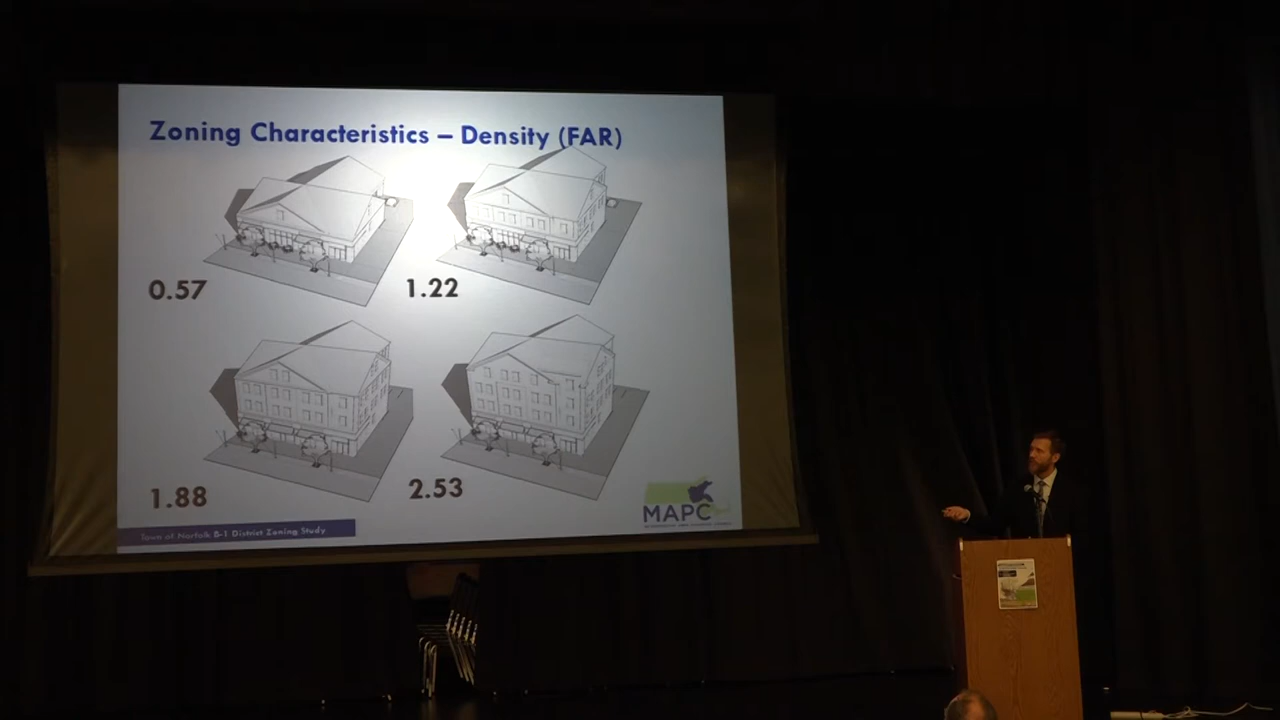 Zoning Characteristics – Density (FAR)
0.57
1.22
1.88
2.53
MAPC
Town of Norfolk B-1 District Zoning Study